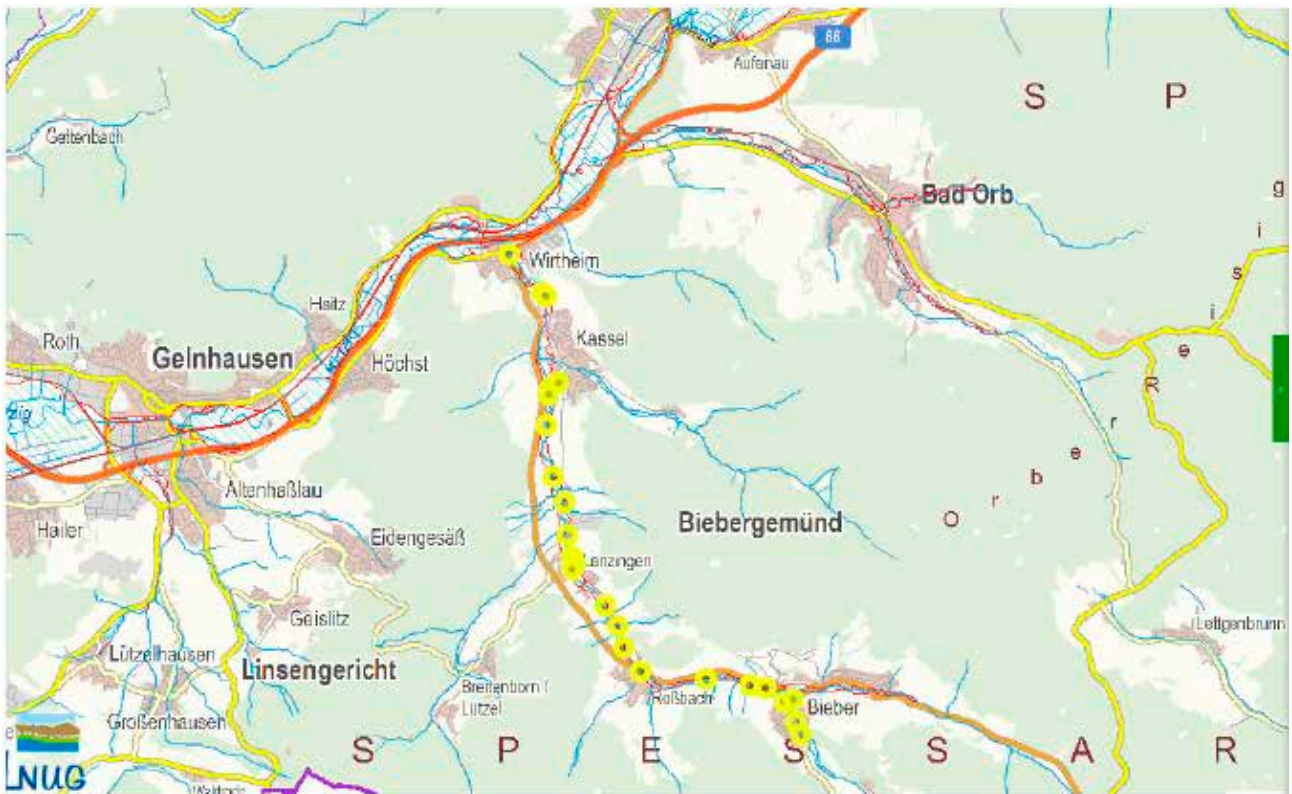 66
Aufenau
S P
Gettenbach
Bad Orb
Wirtheim
Haitz
Roth
Gelnhausen
Höchst
Kassel
Altenhaßlau
Hailer
Eidengesäß
Biebergemünd
O r b e r R e i s i g
Lanzingen
Geislitz
Lettgenbrunn
Lützelhausen
Linsengericht
Breitenborn
Lützel
Roßbach
Bieber
Großenhausen
S P E S S A R